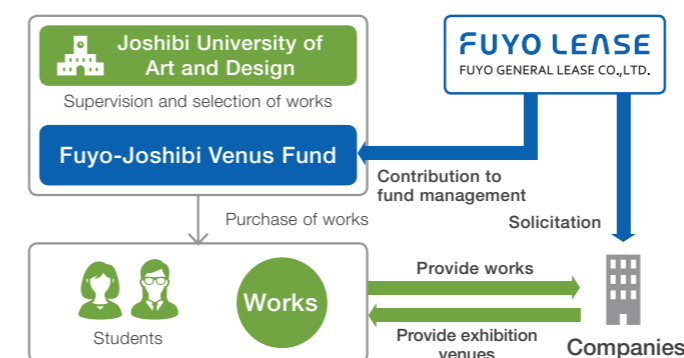 Joshibi University of
Art and Design
Supervision and selection of works
Fuyo-Joshibi Venus Fund
FUYO LEASE
FUYO GENERAL LEASE CO.,LTD.
Contribution to
fund management
Solicitation
Purchase of works
Students
Works
Provide works
Provide exhibition
venues
Companies